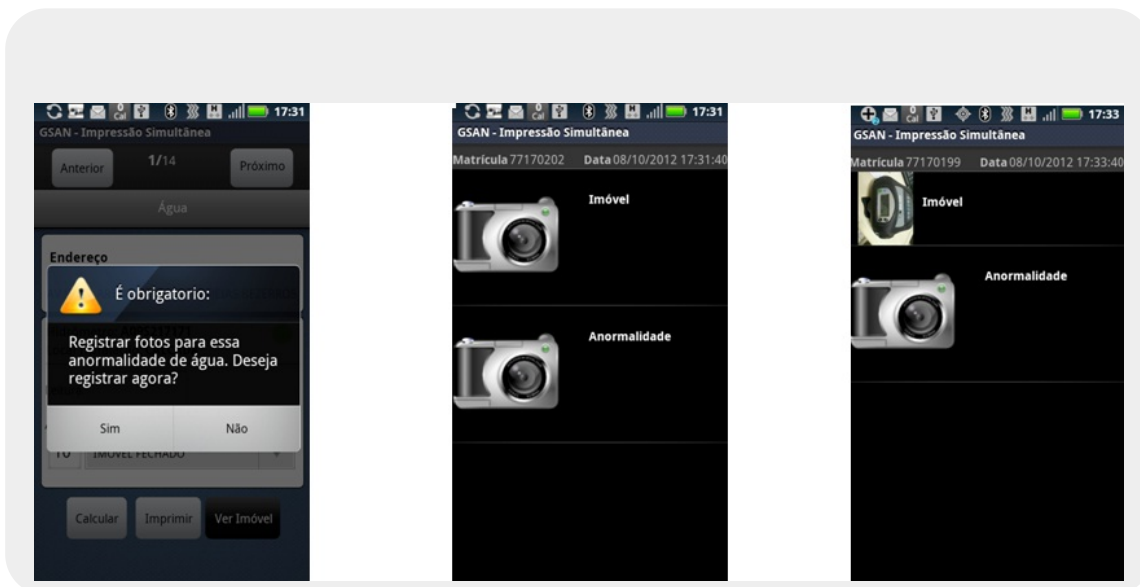 17:31
GSAN - Impressão Simultânea
Anterior 1/14 Próximo
Água
Endereço
É obrigatorio:
Registrar fotos para essa
anormalidade de água. Deseja
registrar agora?
Sim Não
10 IMÓVEL FECHADO
Calcular Imprimir Ver Imóvel
17:31
GSAN - Impressão Simultânea
Matrícula 77170202 Data 08/10/2012 17:31:40
Imóvel
Anormalidade
17:33
GSAN - Impressão Simultânea
Matrícula 77170199 Data 08/10/2012 17:33:40
Imóvel
Anormalidade